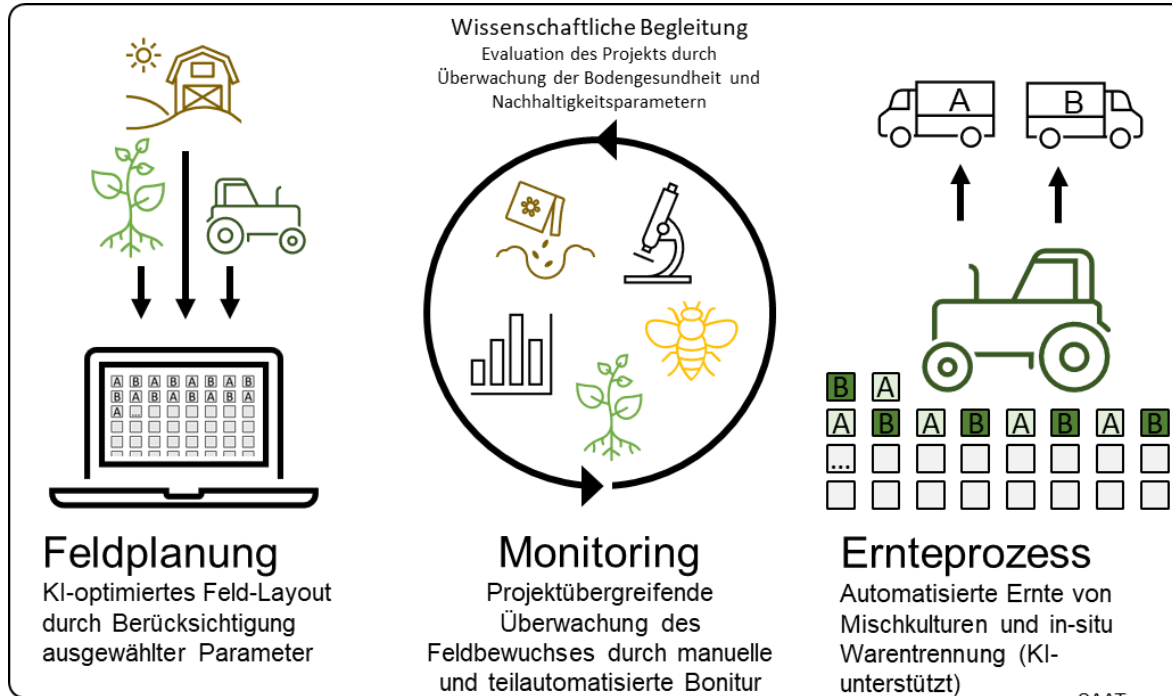 Wissenschaftliche Begleitung
Evaluation des Projekts durch
Überwachung der Bodengesundheit und
Nachhaltigkeitsparametern
A B A B A B A B
B A B A B A B A
A ...
Feldplanung
KI-optimiertes Feld-Layout
durch Berücksichtigung
ausgewählter Parameter
Monitoring
Projektübergreifende
Überwachung des
Feldbewuchses durch manuelle
und teilautomatisierte Bonitur
A B
B A
A B A B A B A B
...
Ernteprozess
Automatisierte Ernte von
Mischkulturen und in-situ
Warentrennung (KI-
unterstützt)